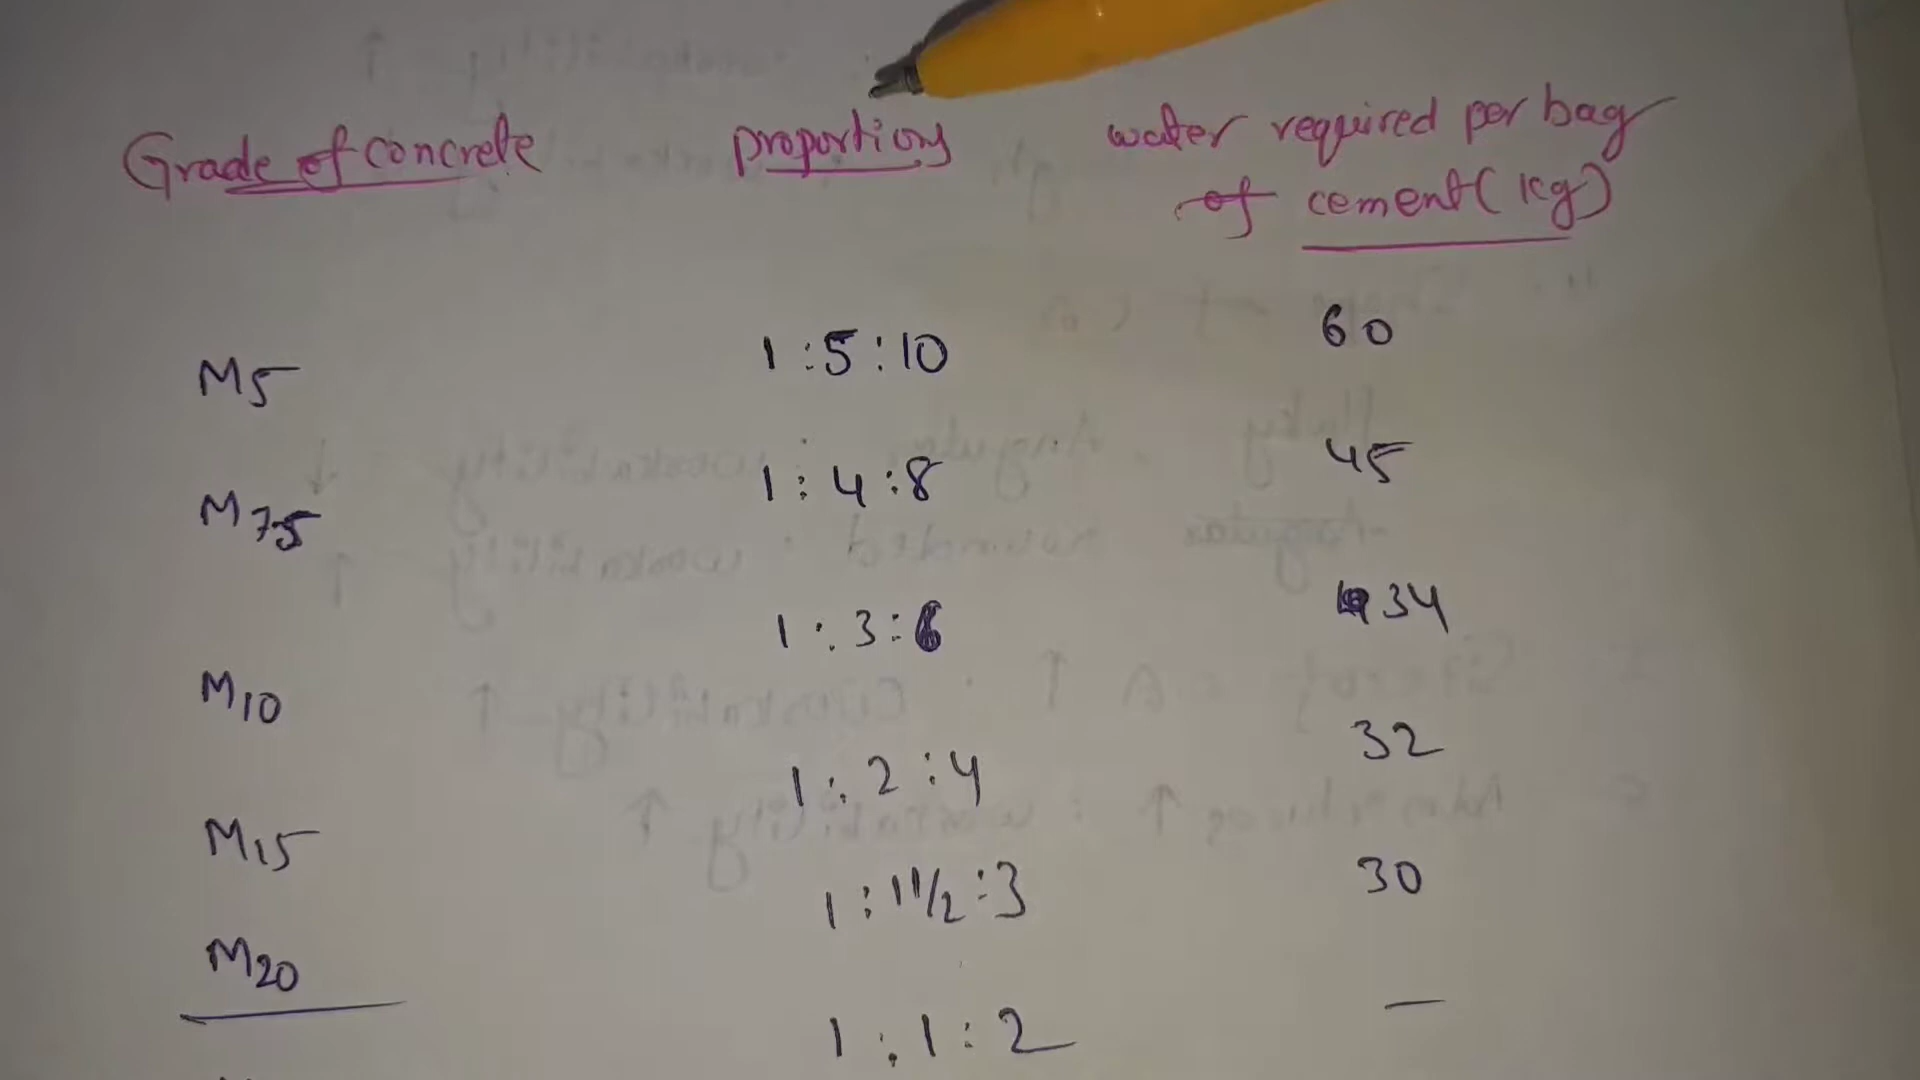 Grade of concrete proportions water required per bag
of cement (kg)
M5 1:5:10 60
M7.5 1:4:8 45
M10 1:3:6 34
M15 1:2:4 32
M20 1:1 1/2:3 30
1:1:2 —